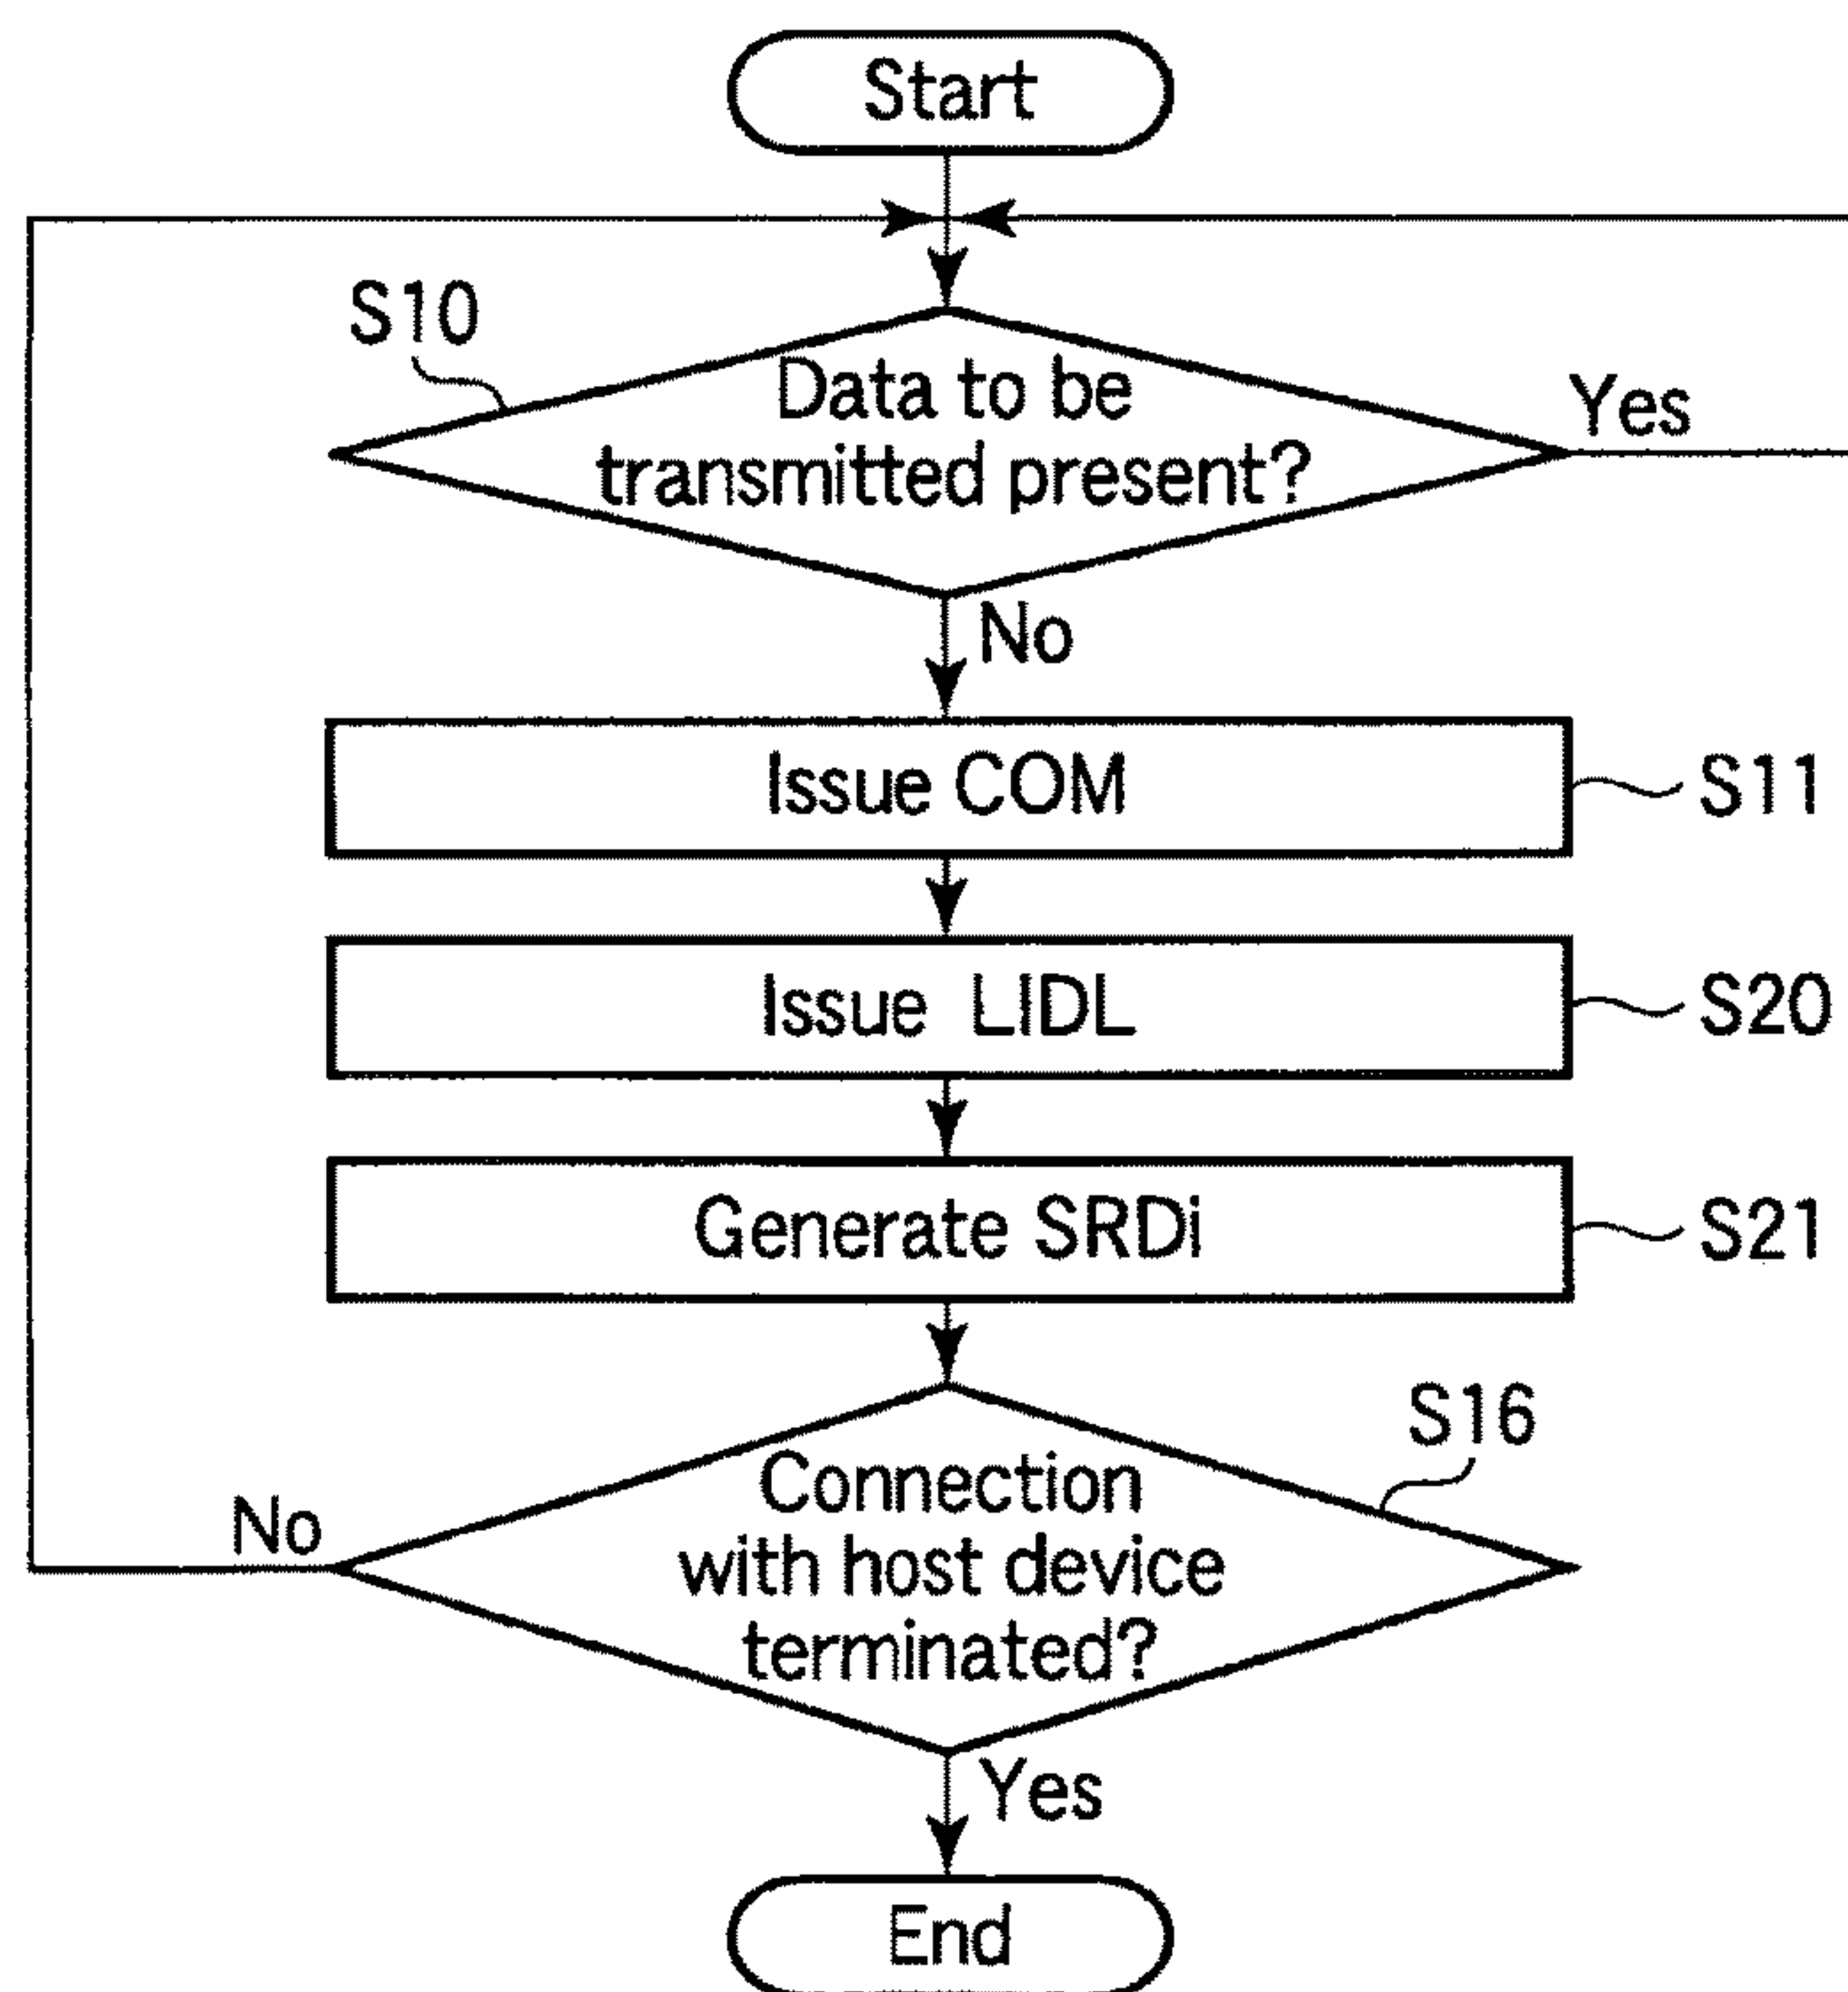 Start
S10
Data to be
transmitted present?
Yes
No
Issue COM
S11
Issue LIDL
S20
Generate SRDi
S21
S16
Connection
with host device
terminated?
No
Yes
End